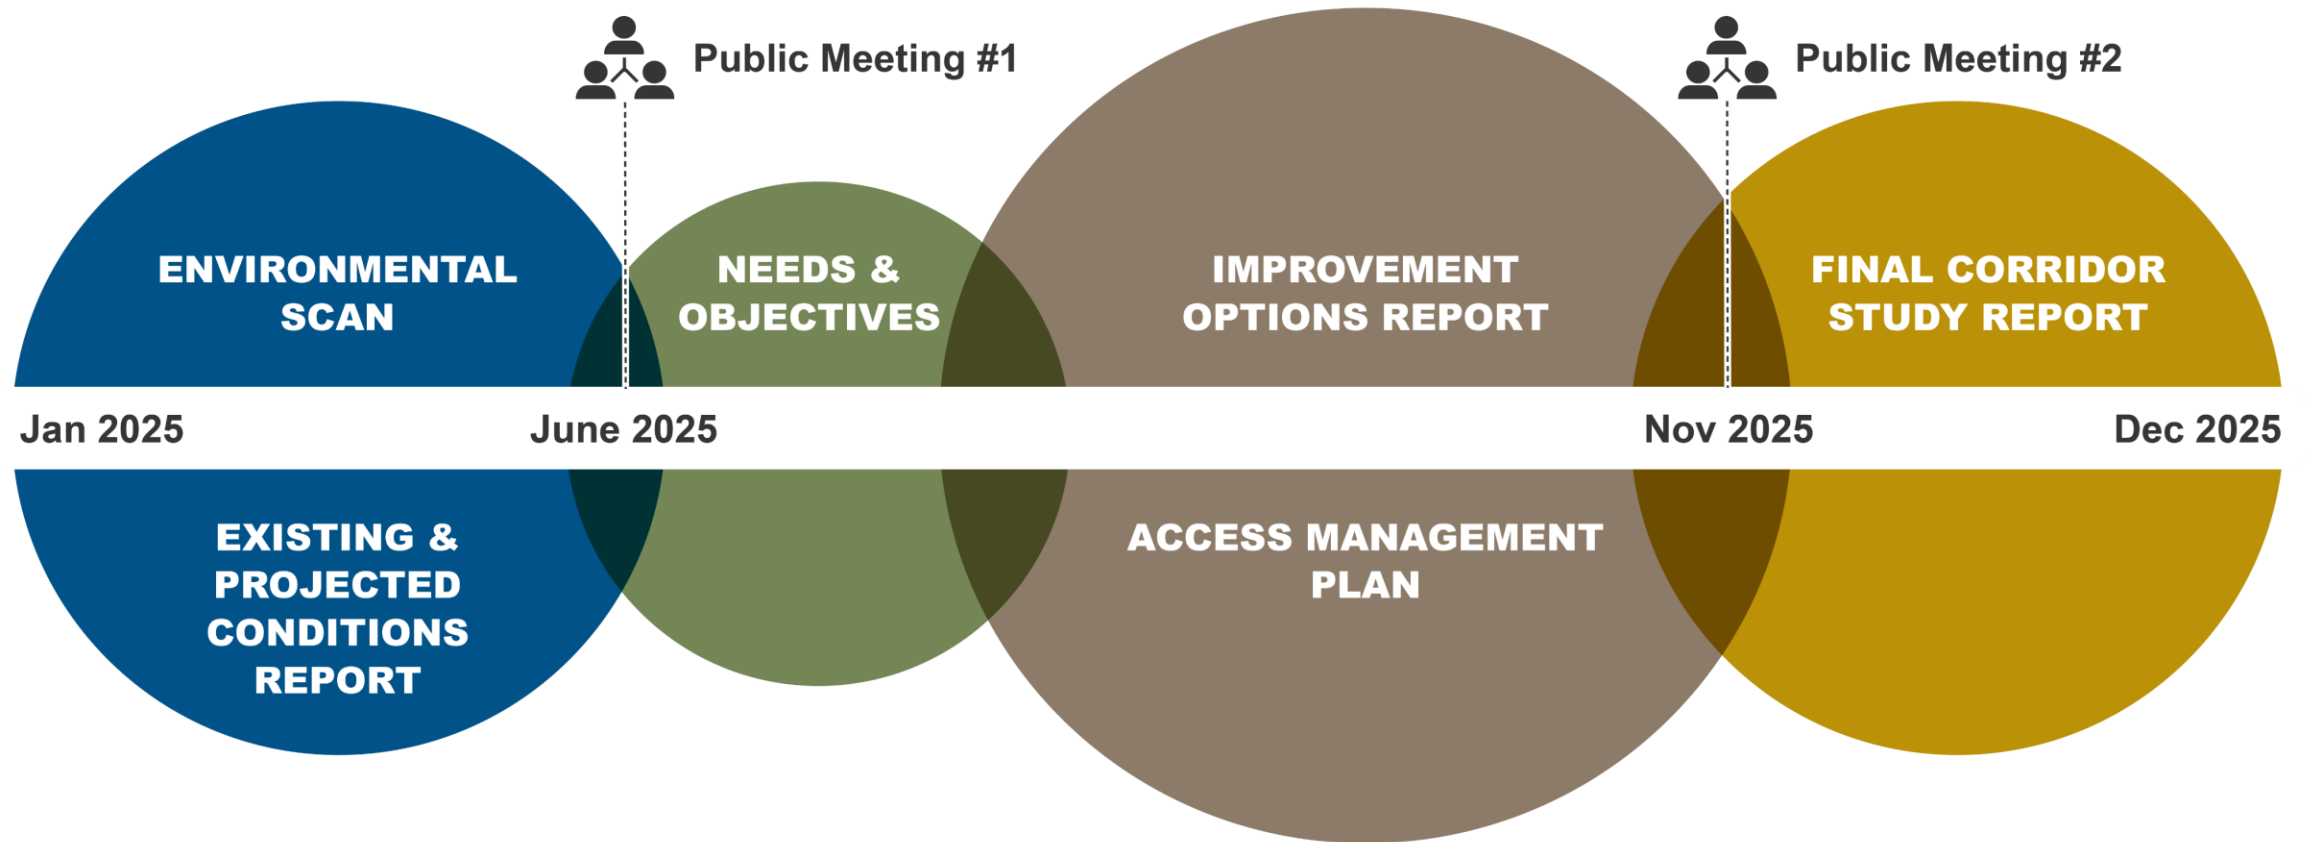 Public Meeting #1
Public Meeting #2
ENVIRONMENTAL
SCAN
NEEDS &
OBJECTIVES
IMPROVEMENT
OPTIONS REPORT
FINAL CORRIDOR
STUDY REPORT
Jan 2025
June 2025
Nov 2025
Dec 2025
EXISTING &
PROJECTED
CONDITIONS
REPORT
ACCESS MANAGEMENT
PLAN